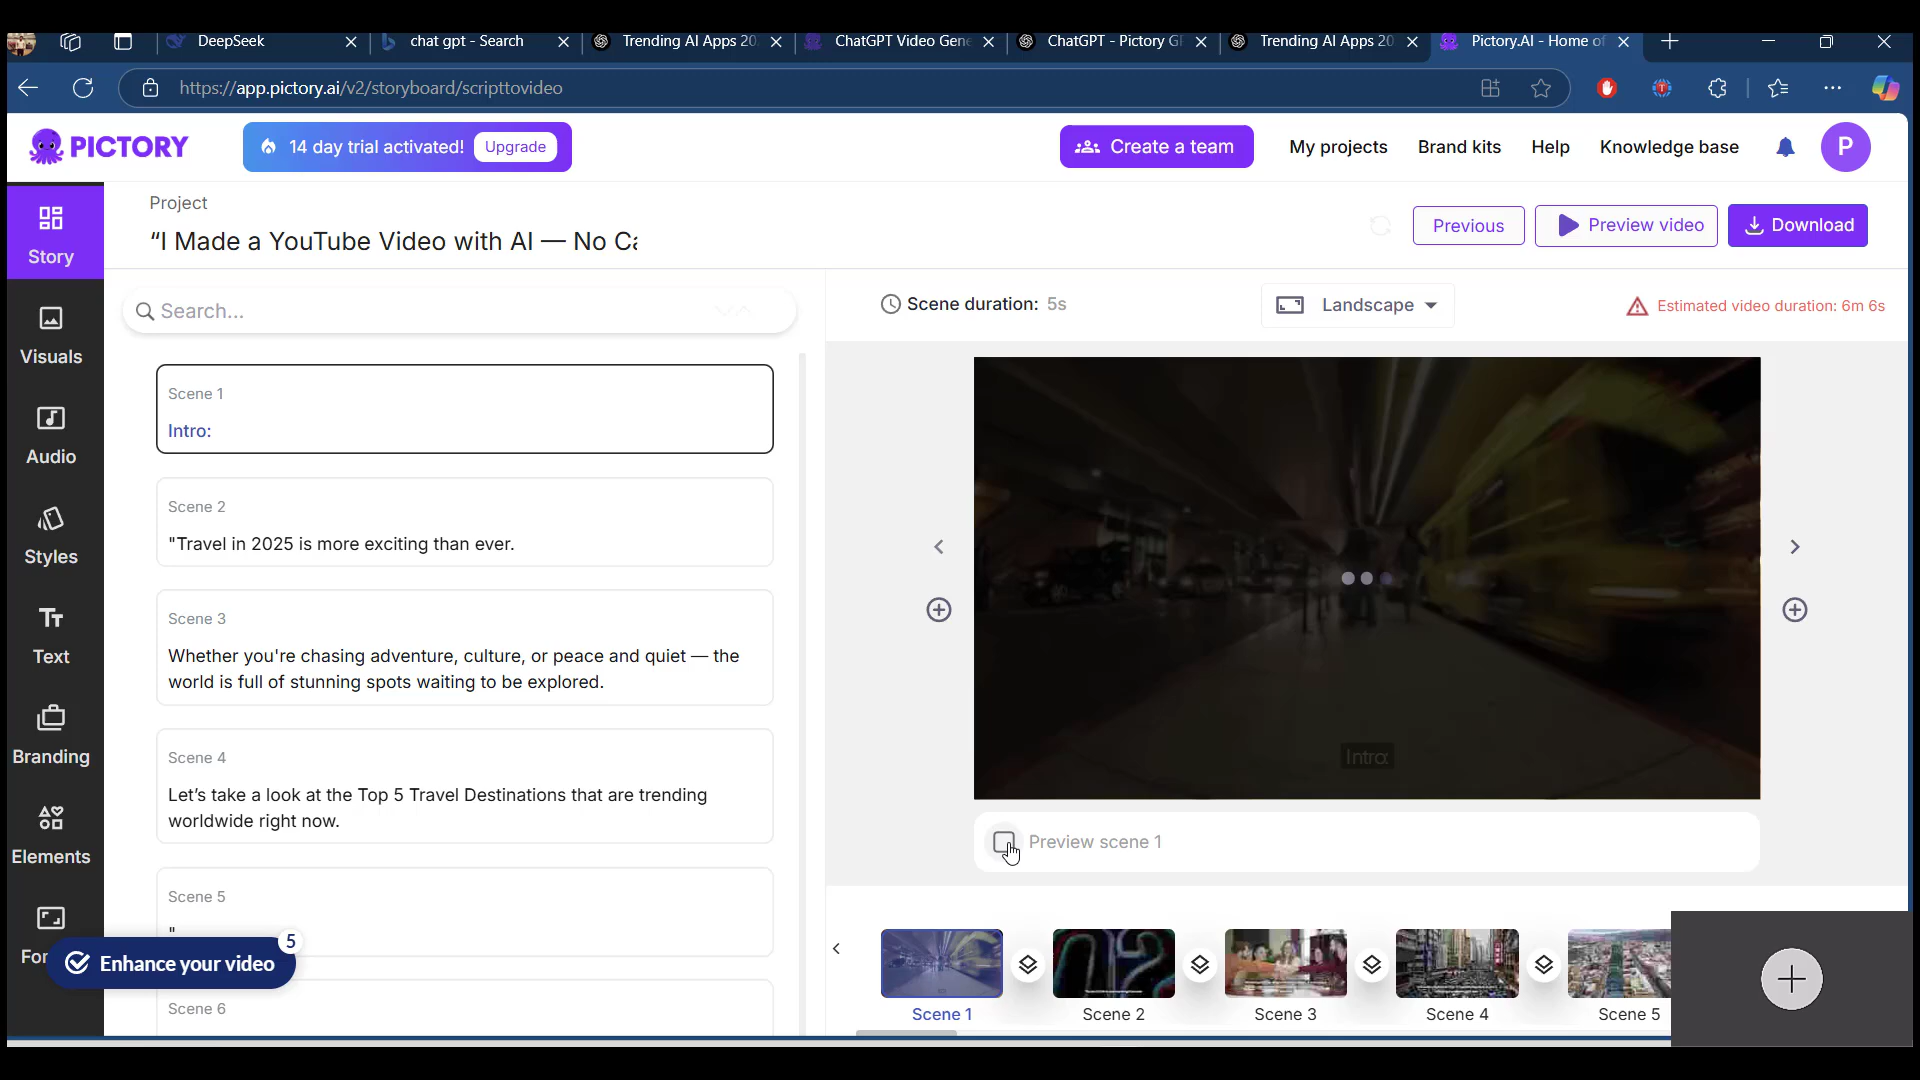 DeepSeek
chat gpt - Search
Trending AI Apps 20
ChatGPT Video Gene
ChatGPT - Pictory G
Trending AI Apps 20
Pictory.AI - Home of
https://app.pictory.ai/v2/storyboard/scripttovideo
PICTORY
14 day trial activated!
Upgrade
Create a team
My projects
Brand kits
Help
Knowledge base
P
Story
Visuals
Audio
Styles
Text
Branding
Elements
For
Project
“I Made a YouTube Video with AI — No Ca
Previous
Preview video
Download
Search...
Scene duration: 5s
Landscape
Estimated video duration: 6m 6s
Scene 1
Intro:
Scene 2
"Travel in 2025 is more exciting than ever.
Scene 3
Whether you're chasing adventure, culture, or peace and quiet — the
world is full of stunning spots waiting to be explored.
Scene 4
Let’s take a look at the Top 5 Travel Destinations that are trending
worldwide right now.
Scene 5
"
Scene 6
Enhance your video
5
Intro:
Preview scene 1
Scene 1
Scene 2
Scene 3
Scene 4
Scene 5